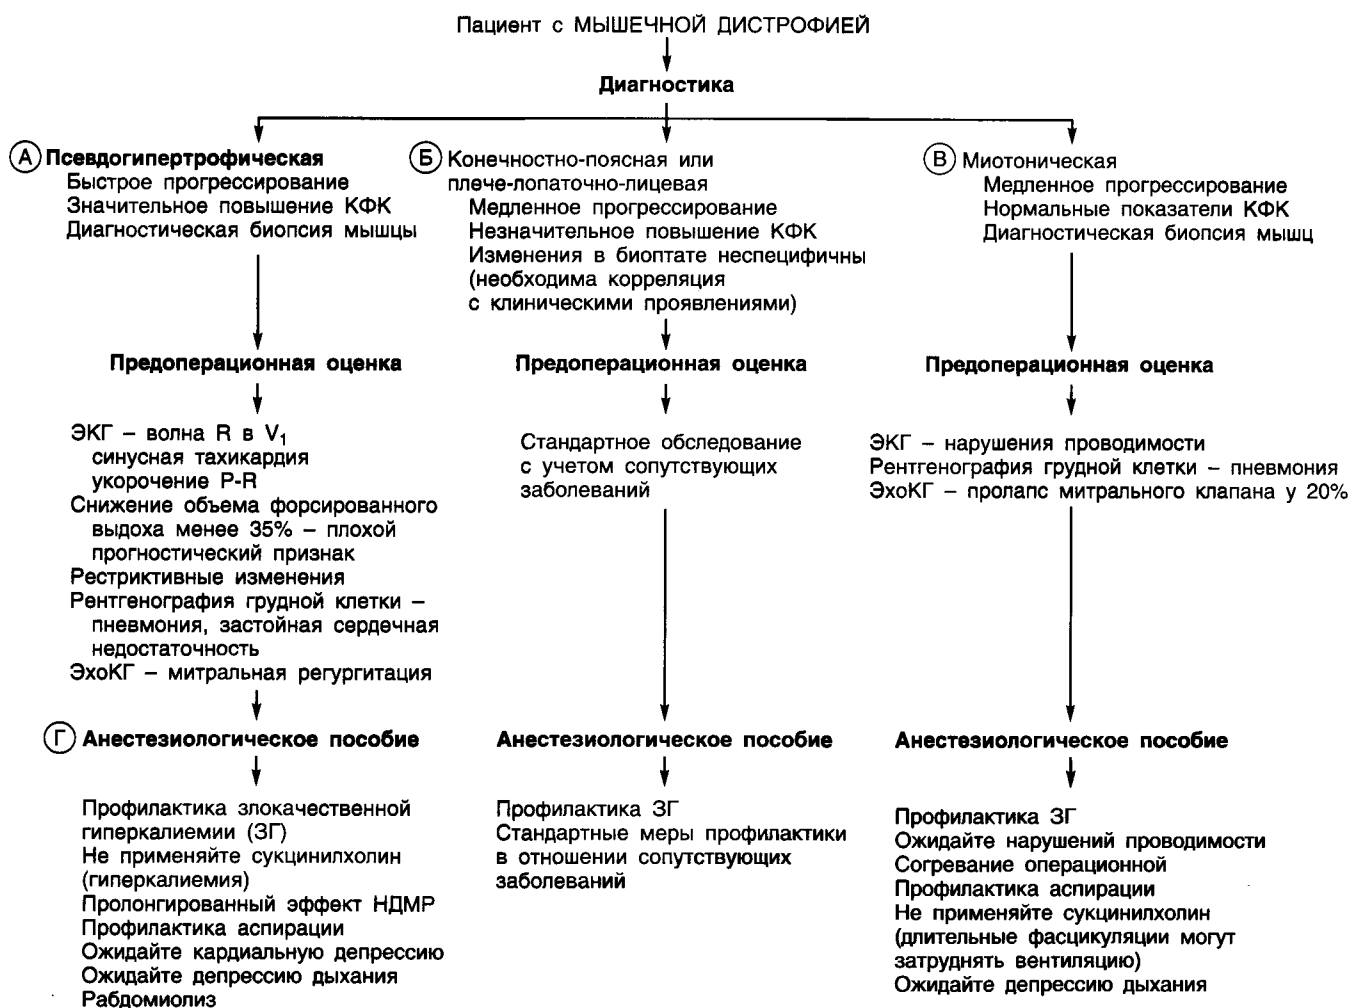 Пациент с МЫШЕЧНОЙ ДИСТРОФИЕЙ
Диагностика
А Псевдогипертрофическая
Быстрое прогрессирование
Значительное повышение КФК
Диагностическая биопсия мышцы
Б Конечностно-поясная или
плече-лопаточно-лицевая
Медленное прогрессирование
Незначительное повышение КФК
Изменения в биоптате неспецифичны
(необходима корреляция
с клиническими проявлениями)
В Миотоническая
Медленное прогрессирование
Нормальные показатели КФК
Диагностическая биопсия мышц
Предоперационная оценка
ЭКГ – волна R в V₁
синусная тахикардия
укорочение P-R
Снижение объема форсированного
выдоха менее 35% – плохой
прогностический признак
Рестриктивные изменения
Рентгенография грудной клетки –
пневмония, застойная сердечная
недостаточность
ЭхоКГ – митральная регургитация
Предоперационная оценка
Стандартное обследование
с учетом сопутствующих
заболеваний
Предоперационная оценка
ЭКГ – нарушения проводимости
Рентгенография грудной клетки – пневмония
ЭхоКГ – пролапс митрального клапана у 20%
Г Анестезиологическое пособие
Профилактика злокачественной
гиперкалиемии (ЗГ)
Не применяйте сукцинилхолин
(гиперкалиемия)
Пролонгированный эффект НДМР
Профилактика аспирации
Ожидайте кардиальную депрессию
Ожидайте депрессию дыхания
Рабдомиолиз
Анестезиологическое пособие
Профилактика ЗГ
Стандартные меры профилактики
в отношении сопутствующих
заболеваний
Анестезиологическое пособие
Профилактика ЗГ
Ожидайте нарушений проводимости
Согревание операционной
Профилактика аспирации
Не применяйте сукцинилхолин
(длительные фасцикуляции могут
затруднять вентиляцию)
Ожидайте депрессию дыхания